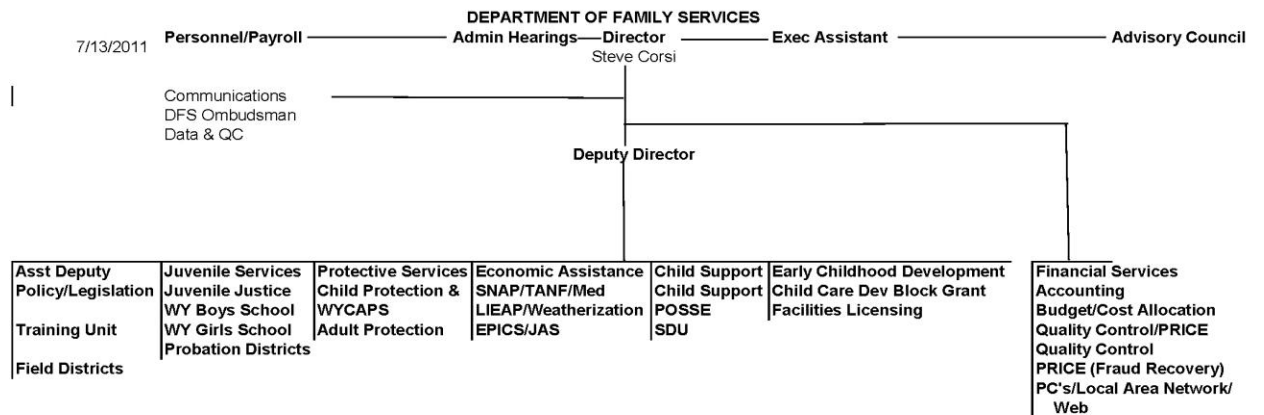 DEPARTMENT OF FAMILY SERVICES
7/13/2011
Personnel/Payroll
Admin Hearings
Director
Exec Assistant
Advisory Council
Steve Corsi
Communications
DFS Ombudsman
Data & QC
Deputy Director
Asst Deputy
Policy/Legislation
Training Unit
Field Districts
Juvenile Services
Juvenile Justice
WY Boys School
WY Girls School
Probation Districts
Protective Services
Child Protection &
WYCAPS
Adult Protection
Economic Assistance
SNAP/TANF/Med
LIEAP/Weatherization
EPICS/JAS
Child Support
Child Support
POSSE
SDU
Early Childhood Development
Child Care Dev Block Grant
Facilities Licensing
Financial Services
Accounting
Budget/Cost Allocation
Quality Control/PRICE
Quality Control
PRICE (Fraud Recovery)
PC's/Local Area Network/
Web